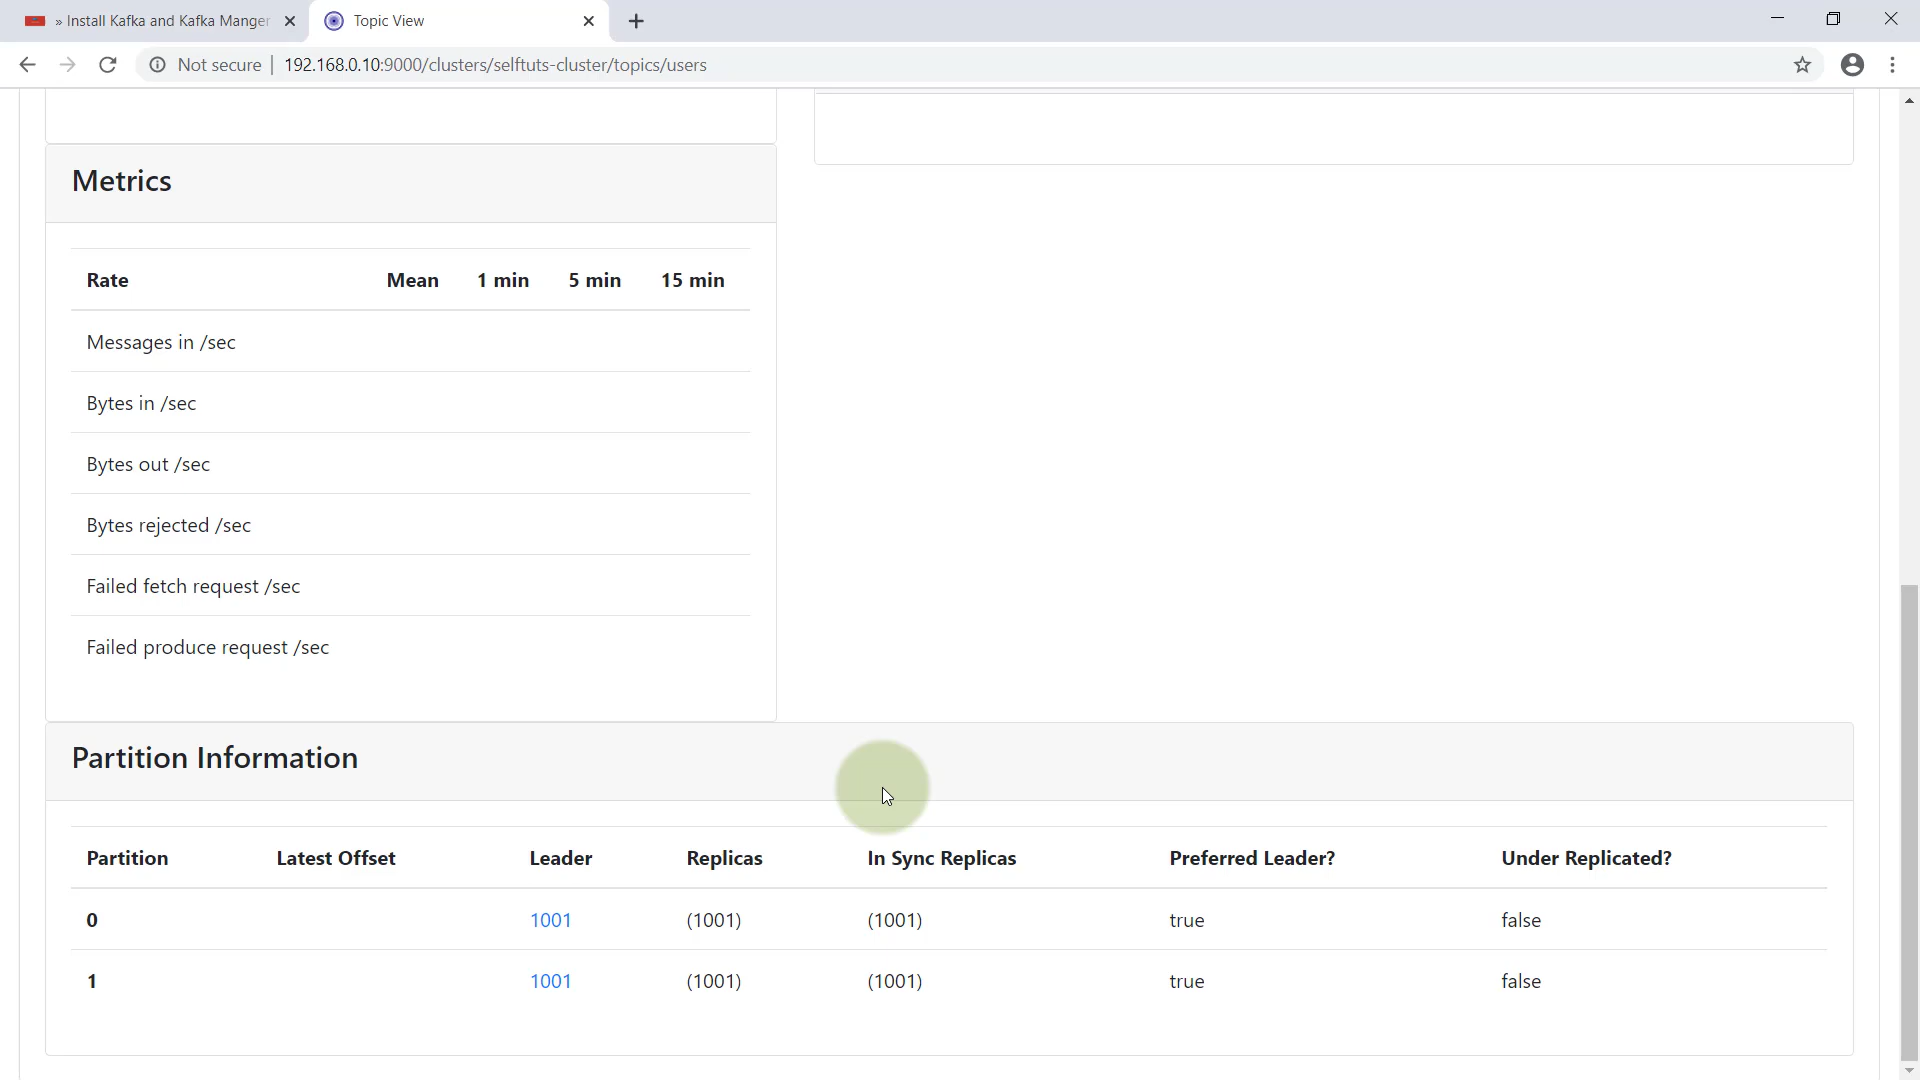 » Install Kafka and Kafka Manger
Topic View
Not secure | 192.168.0.10:9000/clusters/selftuts-cluster/topics/users
Metrics
Rate Mean 1 min 5 min 15 min
Messages in /sec
Bytes in /sec
Bytes out /sec
Bytes rejected /sec
Failed fetch request /sec
Failed produce request /sec
Partition Information
Partition Latest Offset Leader Replicas In Sync Replicas Preferred Leader? Under Replicated?
0 1001 (1001) (1001) true false
1 1001 (1001) (1001) true false